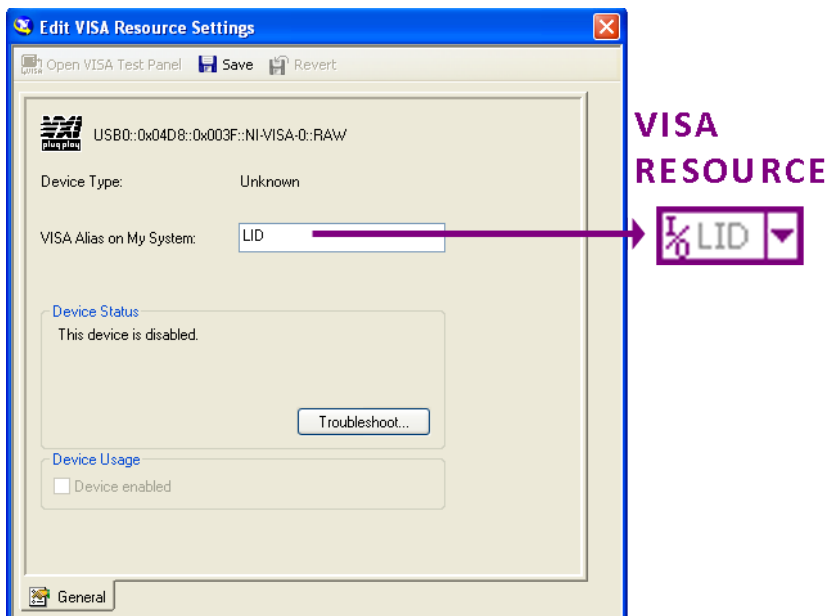 Edit VISA Resource Settings
Open VISA Test Panel Save Revert
VXI plug&play USB0::0x04D8::0x003F::NI-VISA-0::RAW
Device Type: Unknown
VISA Alias on My System: LID
Device Status
This device is disabled.
Troubleshoot...
Device Usage
Device enabled
General
VISA
RESOURCE
I/O LID